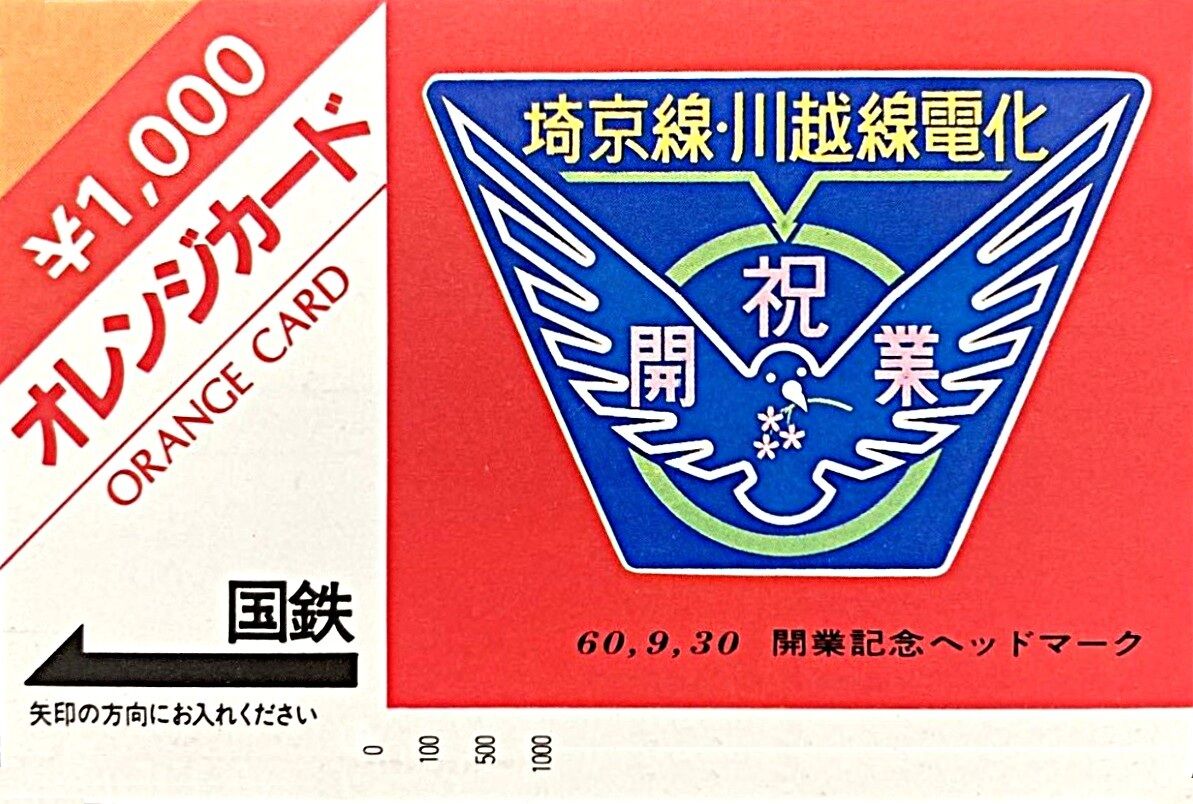 ¥1,000
オレンジカード
ORANGE CARD
国鉄
矢印の方向にお入れください
埼京線・川越線電化
祝
開 業
60,9,30 開業記念ヘッドマーク
0 100 500 1000